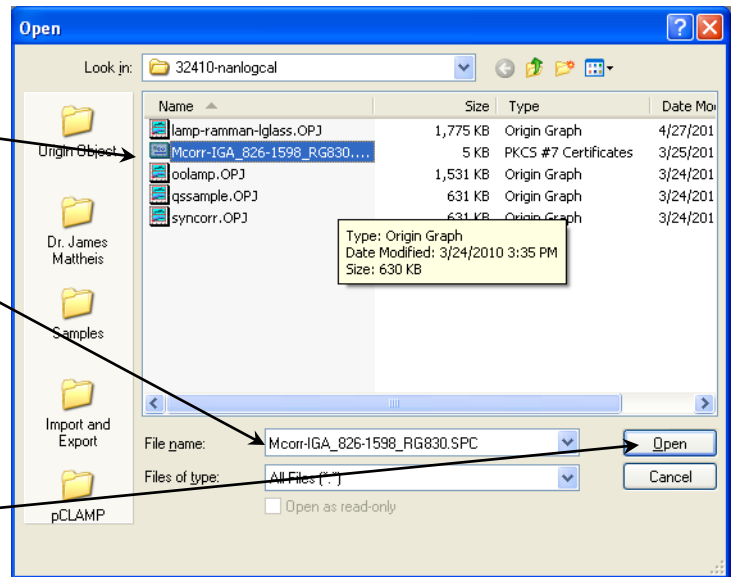 Open
Look in: 32410-nanlogcal
Name Size Type Date Mo
lamp-ramman-lglass.OPJ 1,775 KB Origin Graph 4/27/201
Mcorr-IGA_826-1598_RG830.... 5 KB PKCS #7 Certificates 3/25/201
oolamp.OPJ 1,531 KB Origin Graph 3/24/201
qssample.OPJ 631 KB Origin Graph 3/24/201
syncorr.OPJ 631 KB Origin Graph 3/24/201
Type: Origin Graph
Date Modified: 3/24/2010 3:35 PM
Size: 630 KB
Origin Object
Dr. James
Mattheis
Samples
Import and
Export
pCLAMP
File name: Mcorr-IGA_826-1598_RG830.SPC Open
Files of type: All Files (*.*) Cancel
Open as read-only